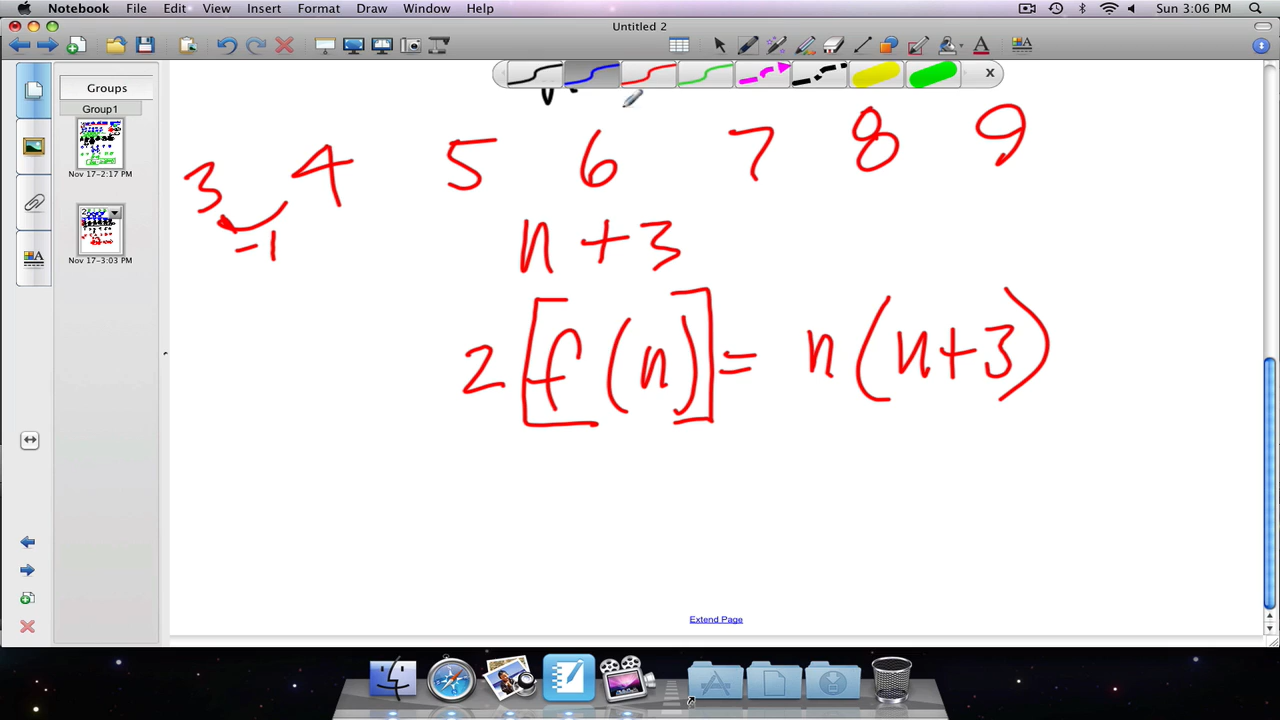 Notebook File Edit View Insert Format Draw Window Help Sun 3:06 PM
Untitled 2
Groups
Group1
Nov 17-2:17 PM
Nov 17-3:03 PM
3 4 5 6 7 8 9
-1
n + 3
2 [f(n)] = n(n+3)
Extend Page